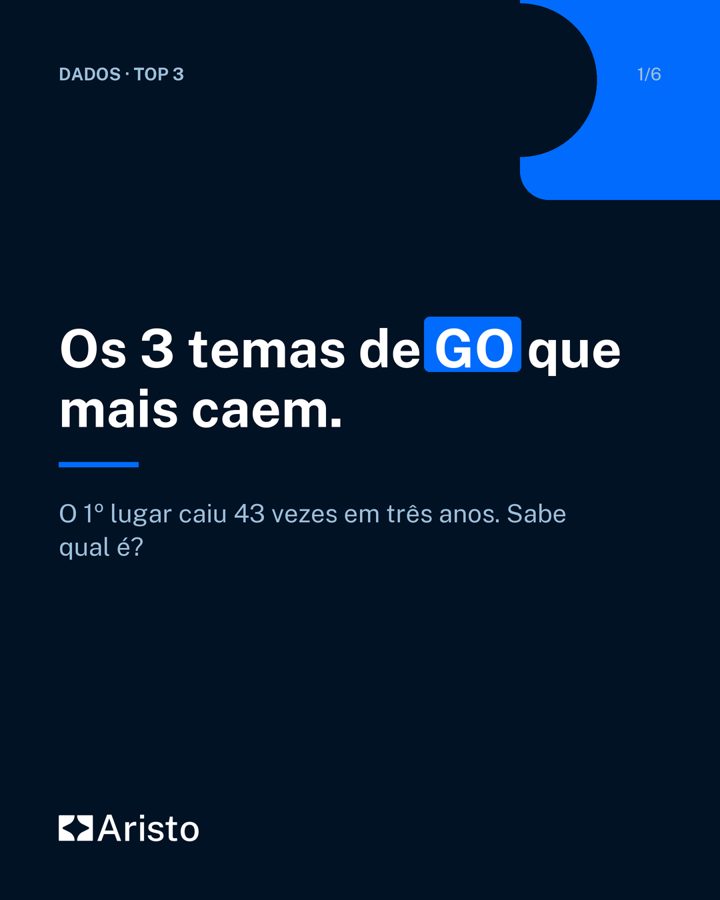 DADOS · TOP 3
1/6
Os 3 temas de GO que
mais caem.
O 1º lugar caiu 43 vezes em três anos. Sabe
qual é?
Aristo